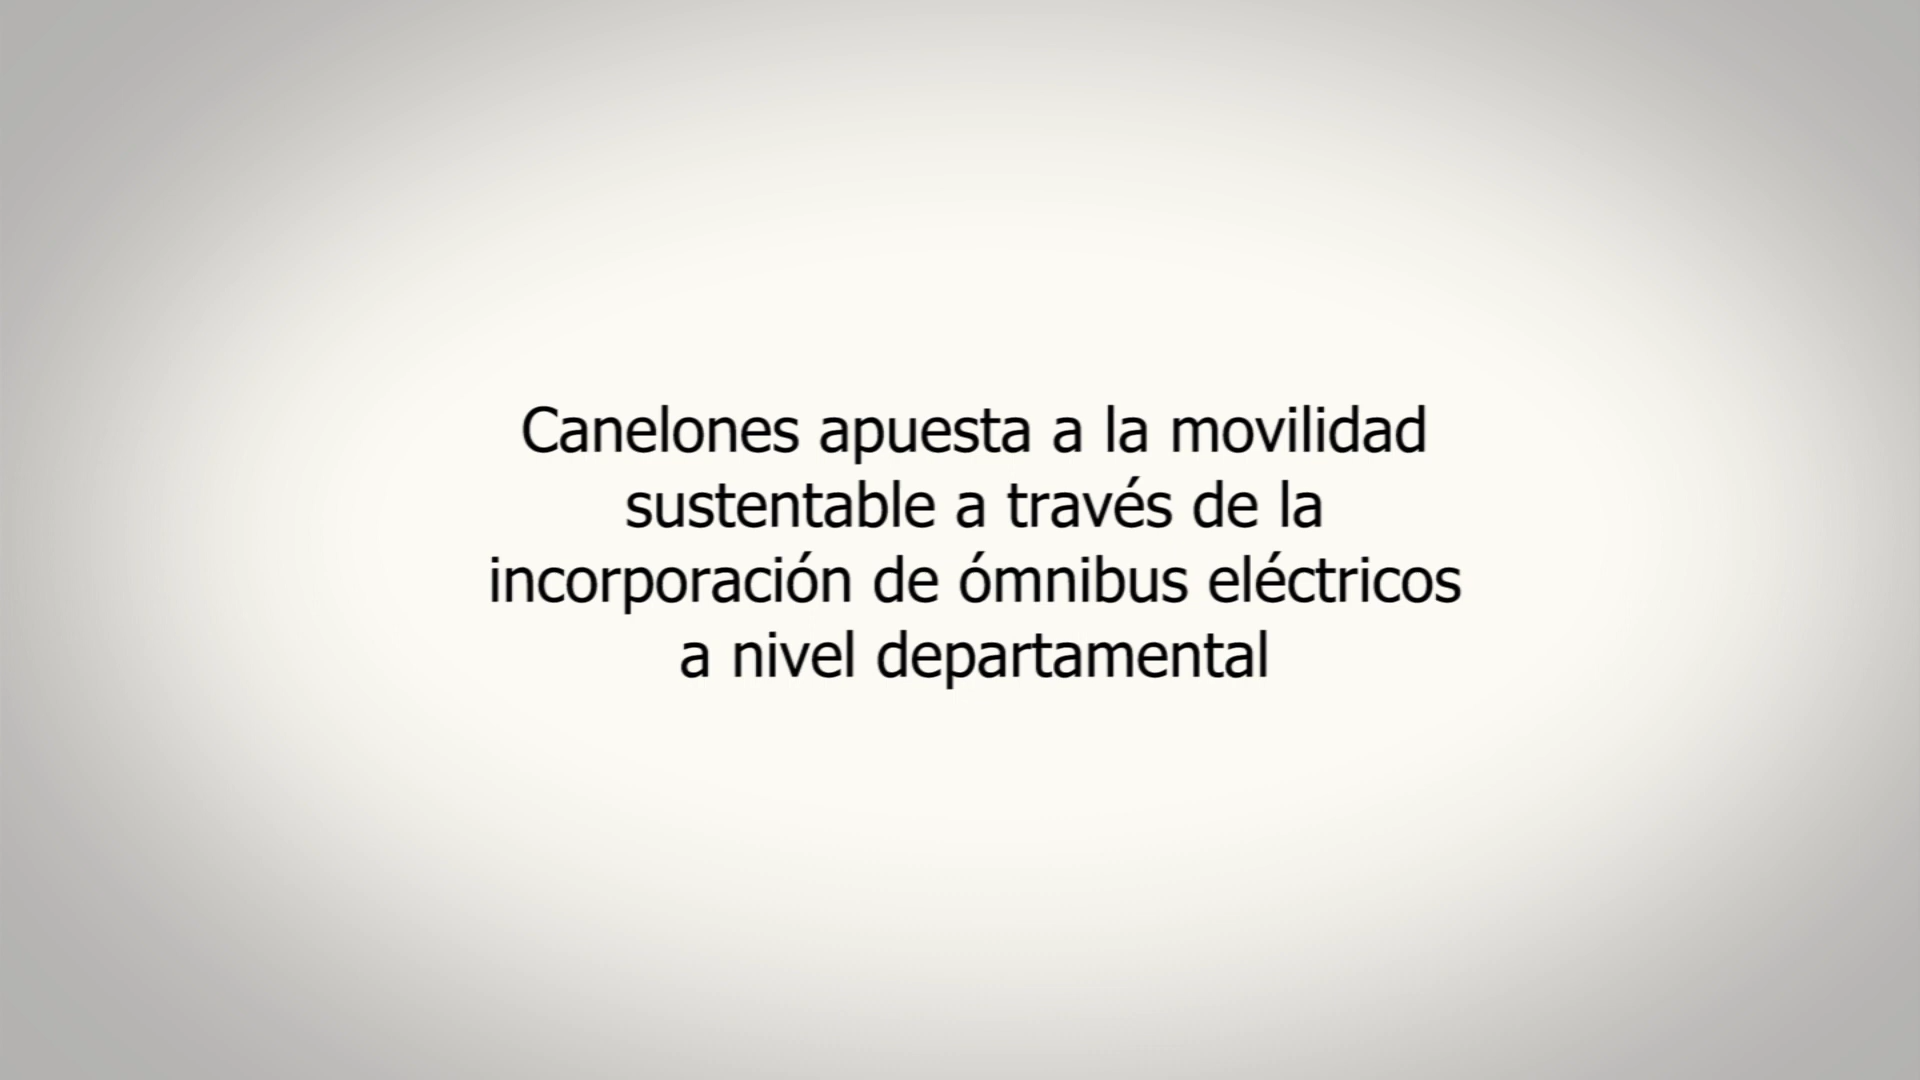 Canelones apuesta a la movilidad
sustentable a través de la
incorporación de ómnibus eléctricos
a nivel departamental